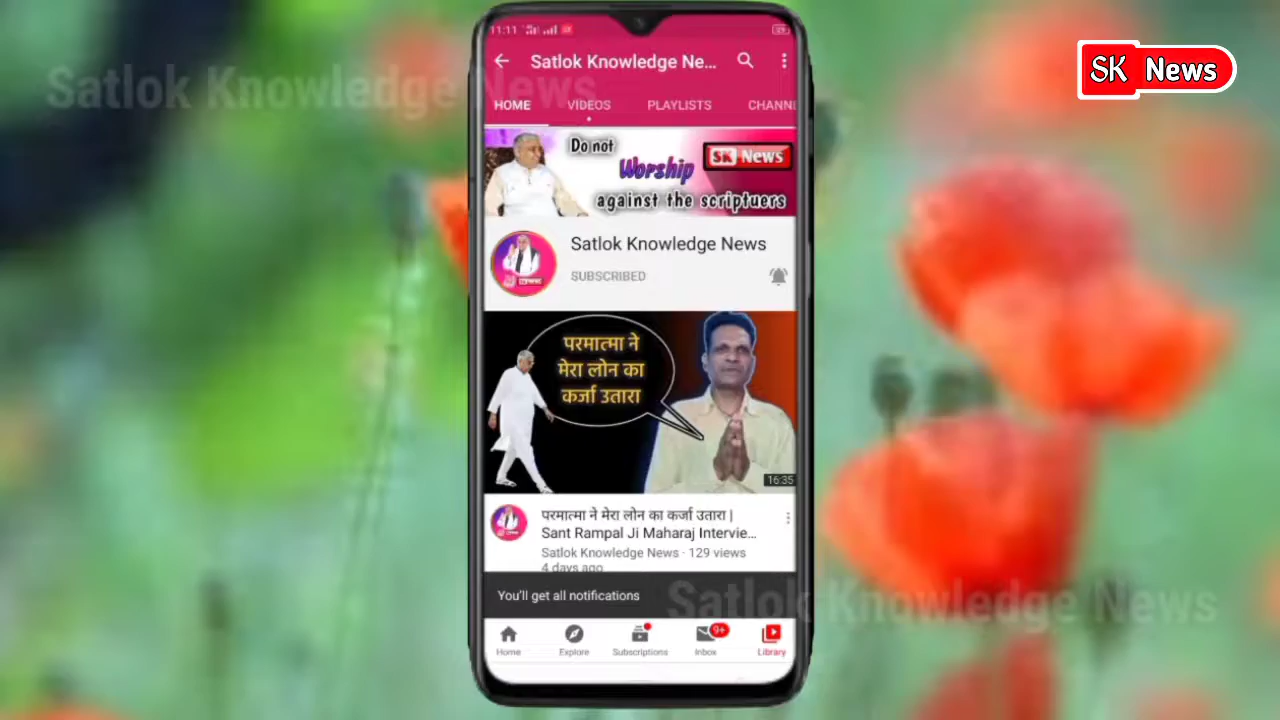 Satlok Knowledge News
SK News
11:11
Satlok Knowledge Ne...
HOME VIDEOS PLAYLISTS CHANN
Do not
Worship
SK News
against the scriptuers
Satlok Knowledge News
SUBSCRIBED
परमात्मा ने
मेरा लोन का
कर्जा उतारा
16:35
परमात्मा ने मेरा लोन का कर्जा उतारा |
Sant Rampal Ji Maharaj Intervie...
Satlok Knowledge News · 129 views
4 days ago
You'll get all notifications
Satlok Knowledge News
9+
Home Explore Subscriptions Inbox Library